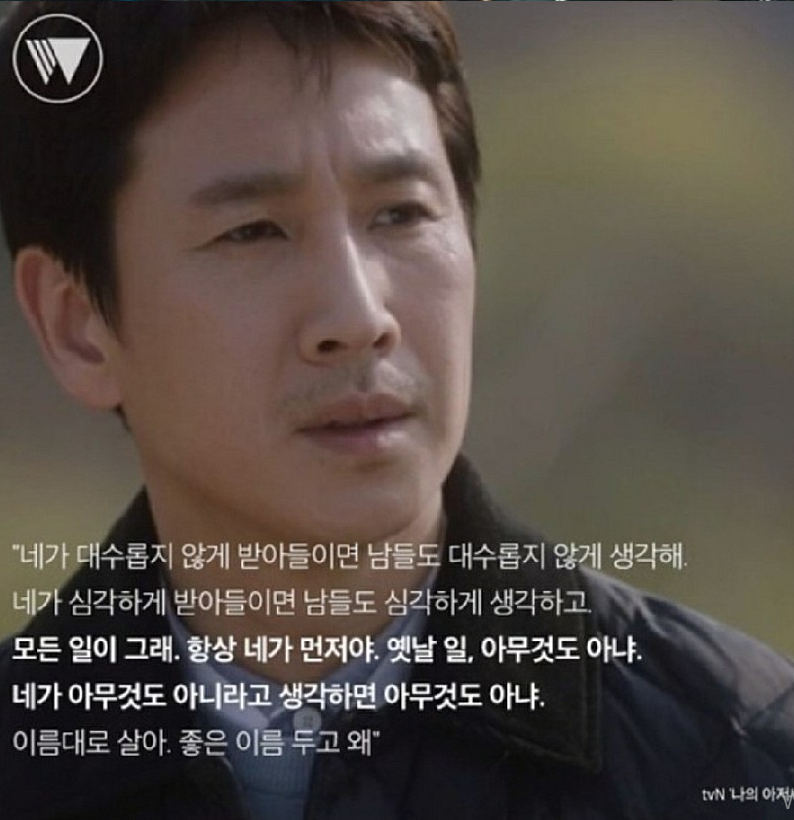 "네가 대수롭지 않게 받아들이면 남들도 대수롭지 않게 생각해.
네가 심각하게 받아들이면 남들도 심각하게 생각하고.
모든 일이 그래. 항상 네가 먼저야. 옛날 일, 아무것도 아냐.
네가 아무것도 아니라고 생각하면 아무것도 아냐.
이름대로 살아. 좋은 이름 두고 왜"
tvN '나의